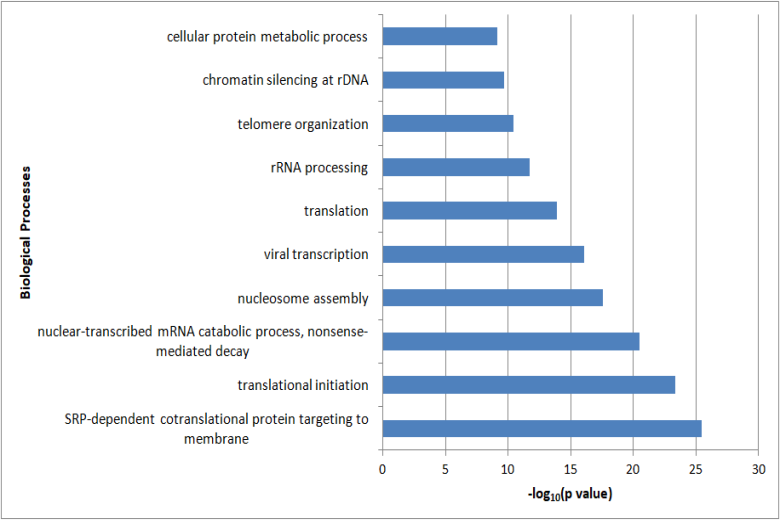 cellular protein metabolic process
chromatin silencing at rDNA
telomere organization
rRNA processing
translation
viral transcription
nucleosome assembly
nuclear-transcribed mRNA catabolic process, nonsense-
mediated decay
translational initiation
SRP-dependent cotranslational protein targeting to
membrane
Biological Processes
0 5 10 15 20 25 30
-log10(p value)